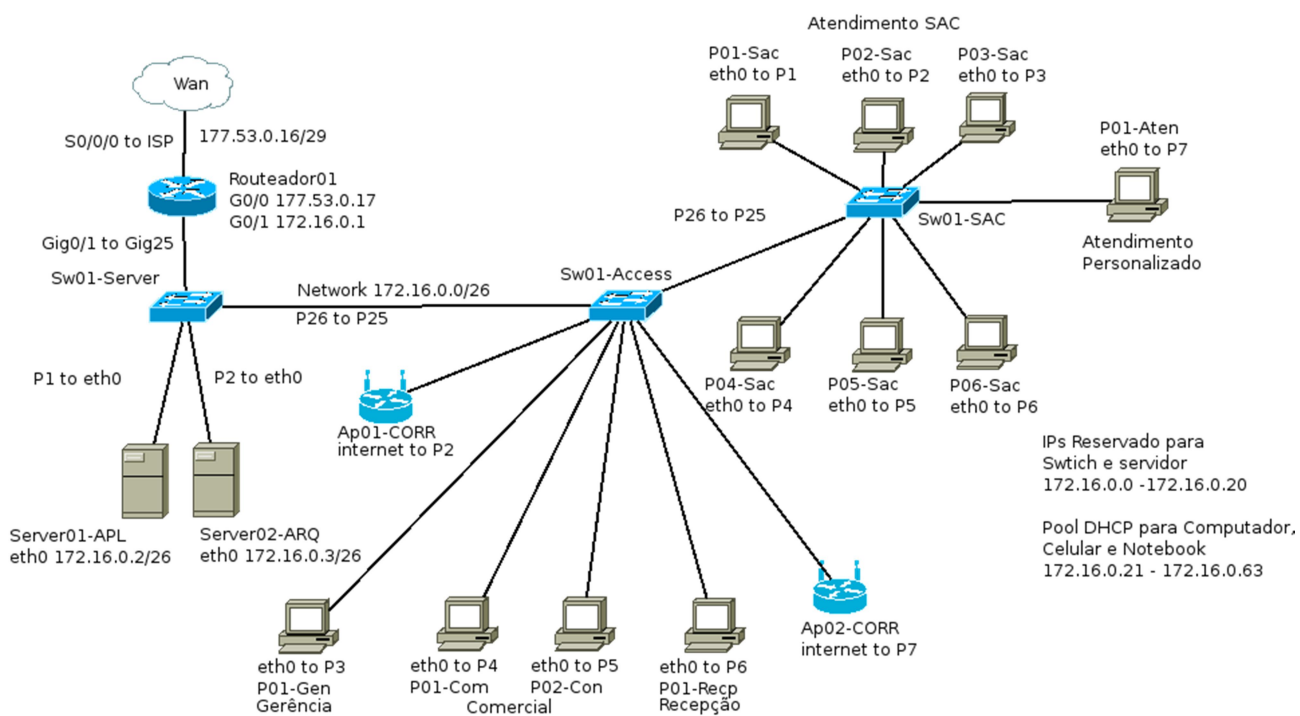 Atendimento SAC
P01-Sac
eth0 to P1
P02-Sac
eth0 to P2
P03-Sac
eth0 to P3
Wan
S0/0/0 to ISP
177.53.0.16/29
P01-Aten
eth0 to P7
Routeador01
G0/0 177.53.0.17
G0/1 172.16.0.1
P26 to P25
Sw01-SAC
Gig0/1 to Gig25
Atendimento
Personalizado
Sw01-Server
Sw01-Access
Network 172.16.0.0/26
P26 to P25
P1 to eth0
P2 to eth0
P04-Sac
eth0 to P4
P05-Sac
eth0 to P5
P06-Sac
eth0 to P6
Ap01-CORR
internet to P2
IPs Reservado para
Swtich e servidor
172.16.0.0 -172.16.0.20
Server01-APL
eth0 172.16.0.2/26
Server02-ARQ
eth0 172.16.0.3/26
Pool DHCP para Computador,
Celular e Notebook
172.16.0.21 - 172.16.0.63
Ap02-CORR
internet to P7
eth0 to P3
P01-Gen
Gerência
eth0 to P4
P01-Com
eth0 to P5
P02-Con
Comercial
eth0 to P6
P01-Recp
Recepção